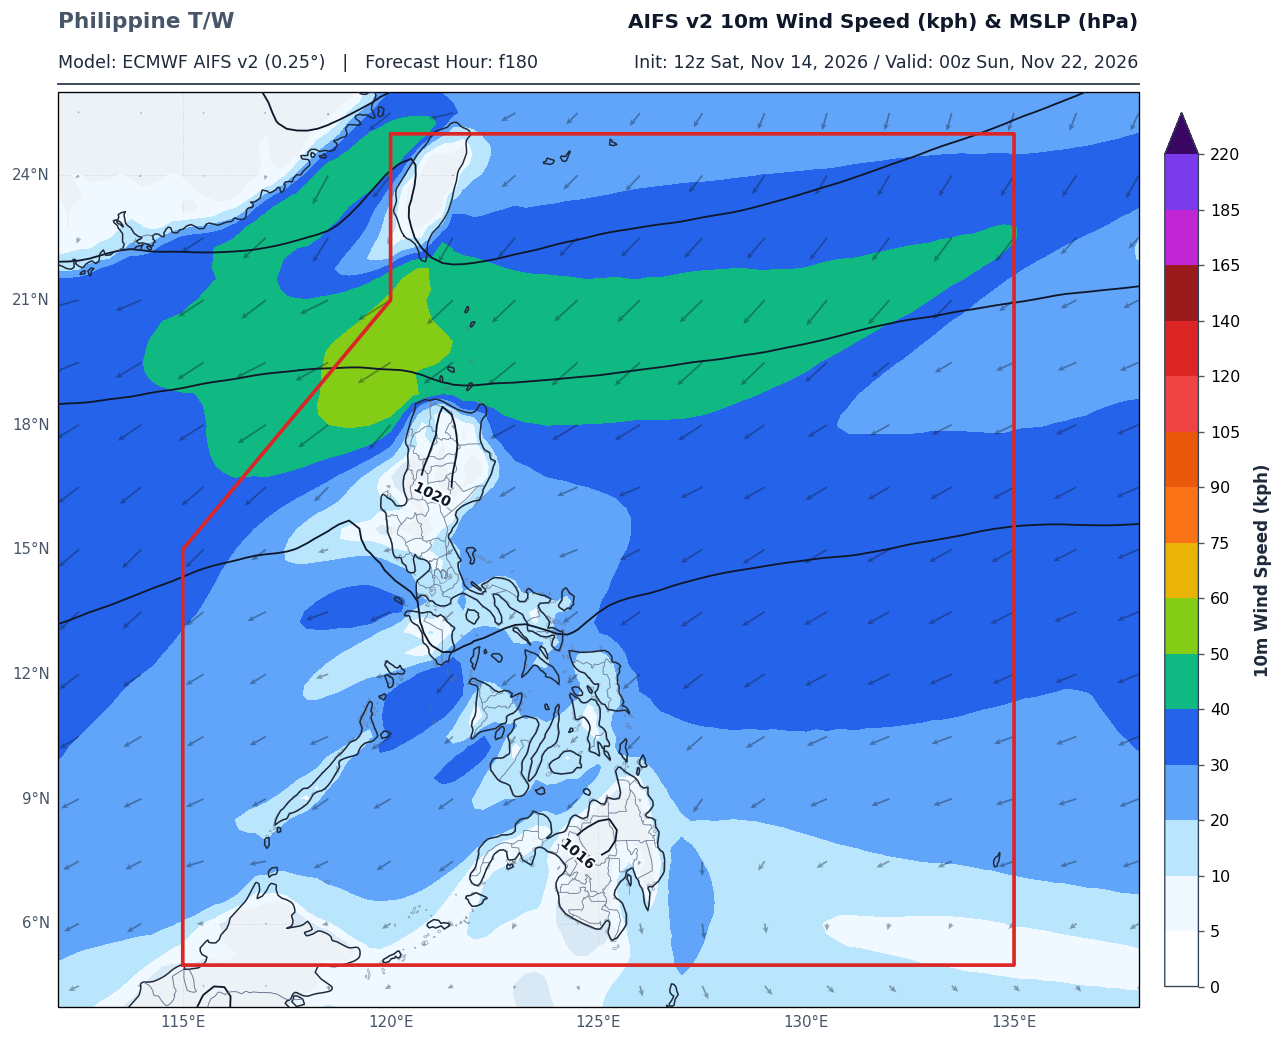 Philippine T/W
AIFS v2 10m Wind Speed (kph) & MSLP (hPa)
Model: ECMWF AIFS v2 (0.25°) | Forecast Hour: f180
Init: 12z Sat, Nov 14, 2026 / Valid: 00z Sun, Nov 22, 2026
24°N
21°N
18°N
15°N
12°N
9°N
6°N
1020
1016
115°E
120°E
125°E
130°E
135°E
220
185
165
140
120
105
90
75
60
50
40
30
20
10
5
0
10m Wind Speed (kph)